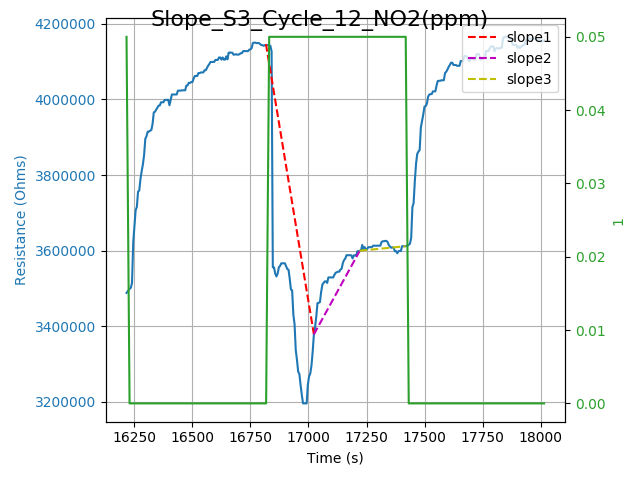 Slope_S3_Cycle_12_NO2(ppm)
slope1
slope2
slope3
4200000
4000000
3800000
3600000
3400000
3200000
Resistance (Ohms)
0.05
0.04
0.03
0.02
0.01
0.00
1
16250 16500 16750 17000 17250 17500 17750 18000
Time (s)